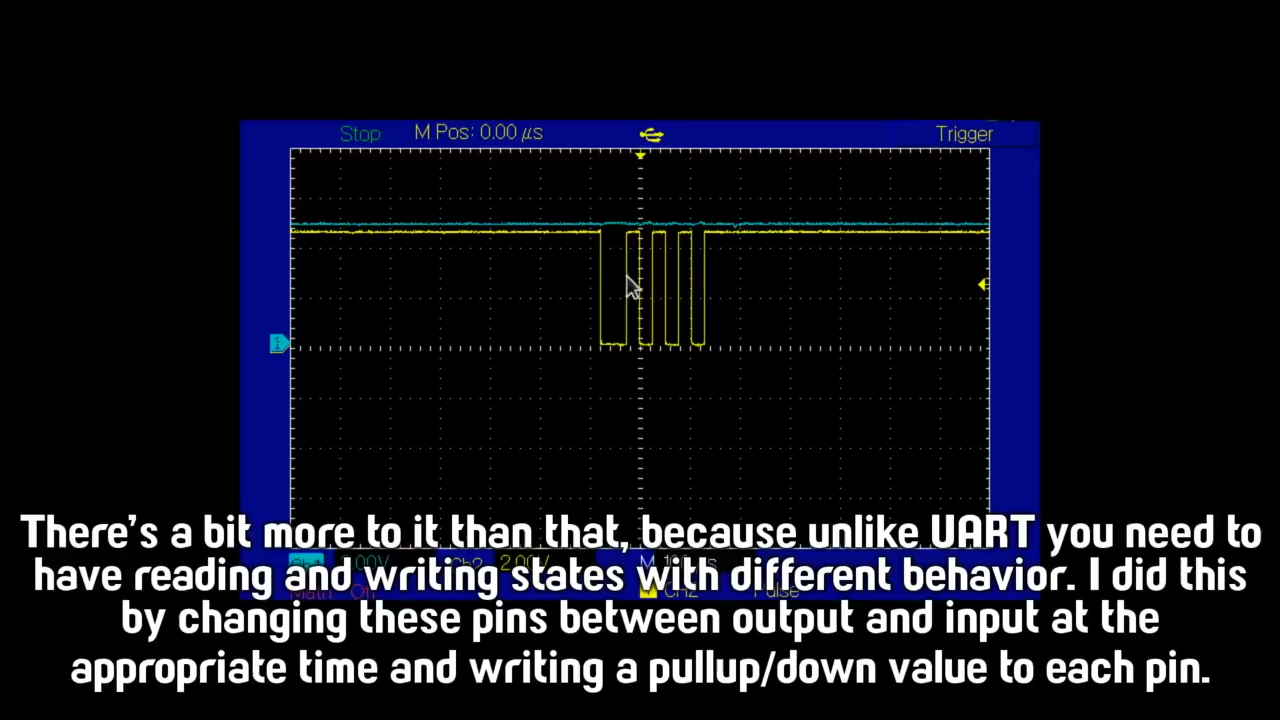 Stop M Pos: 0.00 μs Trigger
There's a bit more to it than that, because unlike UART you need to
have reading and writing states with different behavior. I did this
by changing these pins between output and input at the
appropriate time and writing a pullup/down value to each pin.
CH2 Pulse